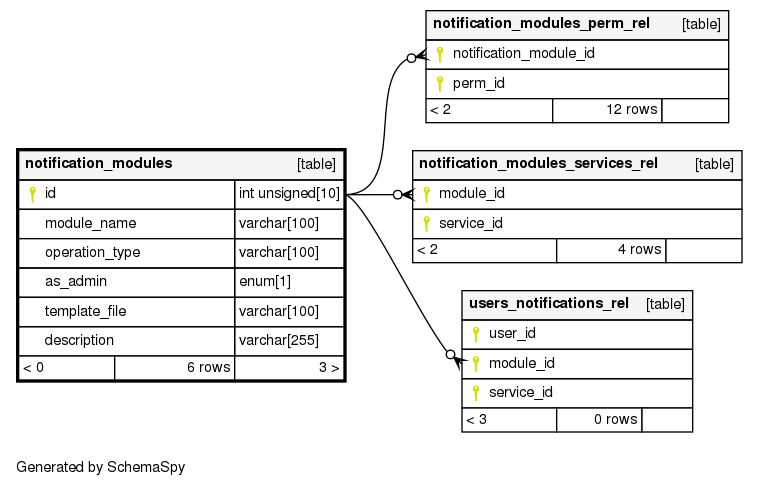 notification_modules_perm_rel [table]
notification_module_id
perm_id
< 2 12 rows
notification_modules [table]
id int unsigned[10]
module_name varchar[100]
operation_type varchar[100]
as_admin enum[1]
template_file varchar[100]
description varchar[255]
< 0 6 rows 3 >
notification_modules_services_rel [table]
module_id
service_id
< 2 4 rows
users_notifications_rel [table]
user_id
module_id
service_id
< 3 0 rows
Generated by SchemaSpy